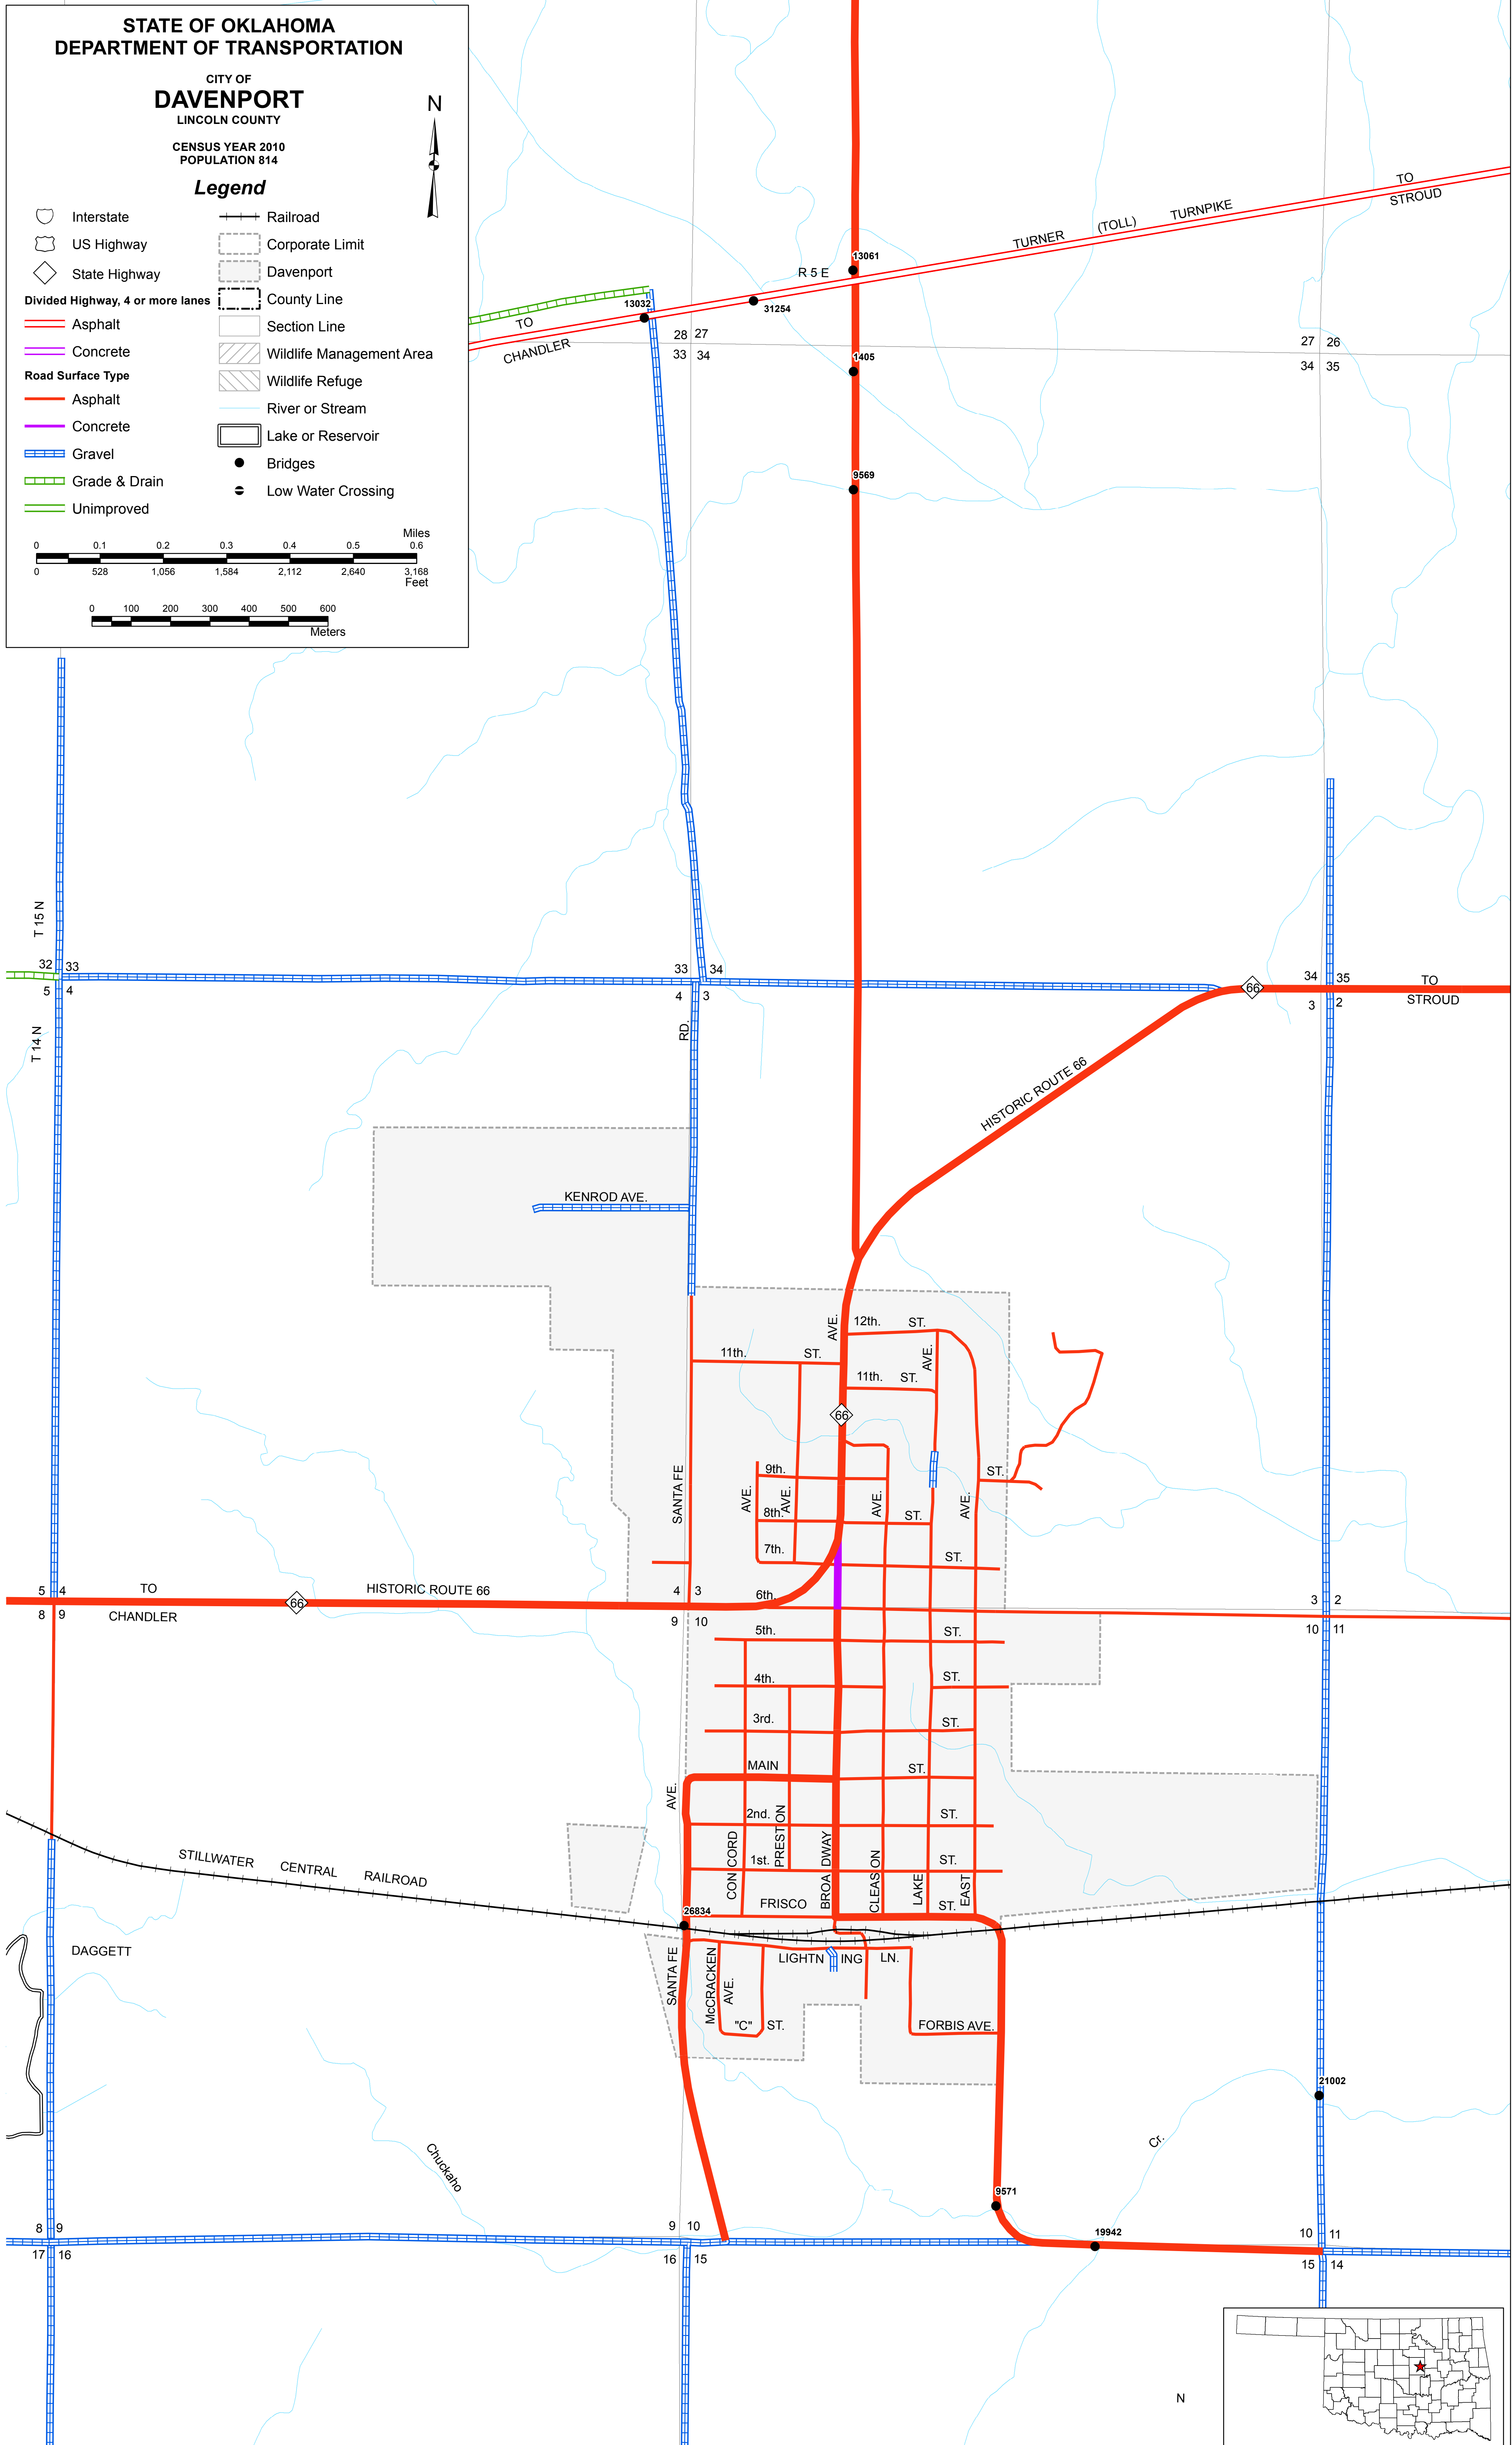 STATE OF OKLAHOMA
DEPARTMENT OF TRANSPORTATION
CITY OF
DAVENPORT
LINCOLN COUNTY
CENSUS YEAR 2010
POPULATION 814
N
Legend
Interstate
US Highway
State Highway
Divided Highway, 4 or more lanes
Asphalt
Concrete
Road Surface Type
Asphalt
Concrete
Gravel
Grade & Drain
Unimproved
Railroad
Corporate Limit
Davenport
County Line
Section Line
Wildlife Management Area
Wildlife Refuge
River or Stream
Lake or Reservoir
Bridges
Low Water Crossing
Miles
0 0.1 0.2 0.3 0.4 0.5 0.6
0 528 1,056 1,584 2,112 2,640 3,168
Feet
0 100 200 300 400 500 600
Meters
TO
STROUD
TURNER (TOLL) TURNPIKE
13061
R 5 E
13032
31254
TO
CHANDLER
28 27
33 34
27 26
34 35
1405
9569
T 15 N
32 33
5 4
T 14 N
33 34
4 3
RD.
34 35
3 2
66
TO
STROUD
HISTORIC ROUTE 66
KENROD AVE.
AVE.
12th. ST.
11th. ST.
AVE.
11th. ST.
66
SANTA FE
9th.
ST.
AVE.
AVE.
AVE.
AVE.
8th. ST.
7th. ST.
5 4
8 9
TO
CHANDLER
66
HISTORIC ROUTE 66
4 3
9 10
6th.
3 2
10 11
5th. ST.
4th. ST.
3rd. ST.
MAIN ST.
AVE.
2nd. ST.
1st. ST.
CON CORD
PREST ON
BROA DWAY
CLEAS ON
LAKE
EAST
FRISCO ST.
STILLWATER CENTRAL RAILROAD
26834
DAGGETT
SANTA FE
McCRACKEN
AVE.
LIGHTN ING LN.
"C" ST.
FORBIS AVE.
21002
Chuckaho
Cr.
9571
19942
8 9
17 16
9 10
16 15
10 11
15 14
N